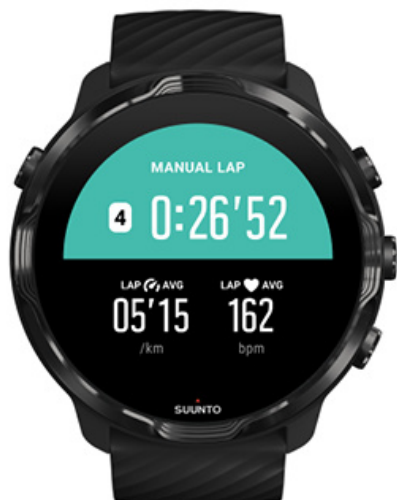 MANUAL LAP
4 0:26'52
LAP AVG LAP AVG
05'15 162
/km bpm
SUUNTO